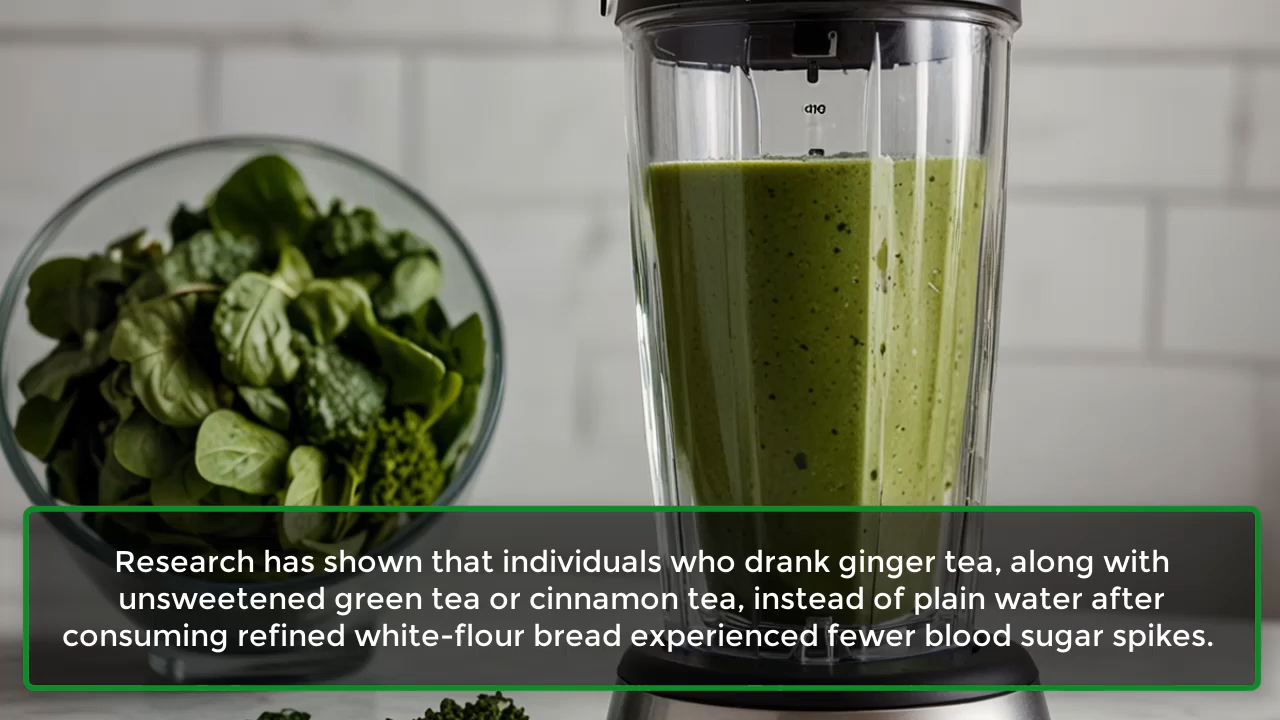 Research has shown that individuals who drank ginger tea, along with
unsweetened green tea or cinnamon tea, instead of plain water after
consuming refined white-flour bread experienced fewer blood sugar spikes.